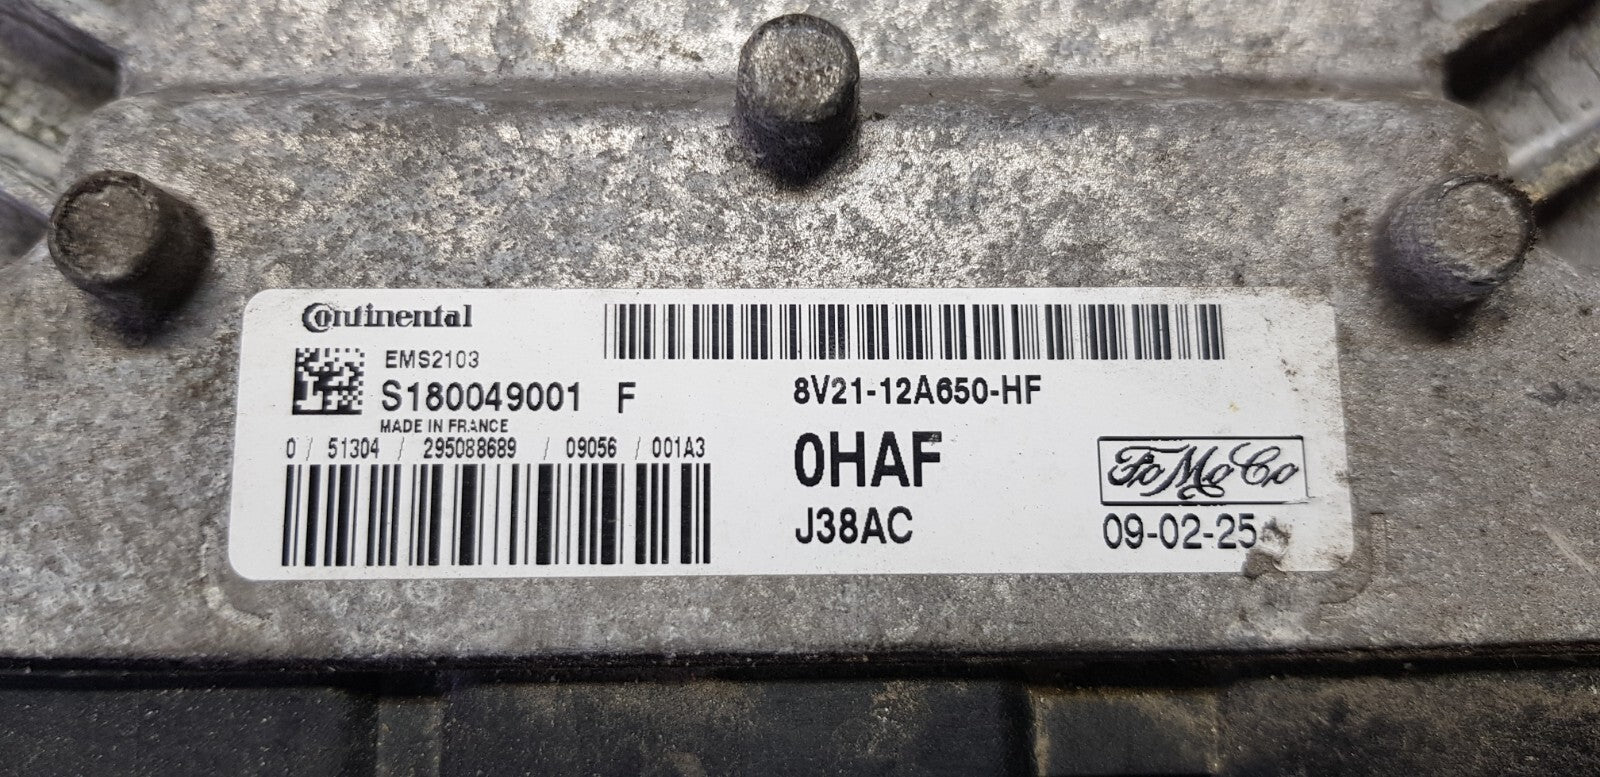 Continental
EMS2103
S180049001 F
MADE IN FRANCE
0 / 51304 / 295088689 / 09056 / 001A3
8V21-12A650-HF
0HAF
J38AC
FoMoCo
09-02-25